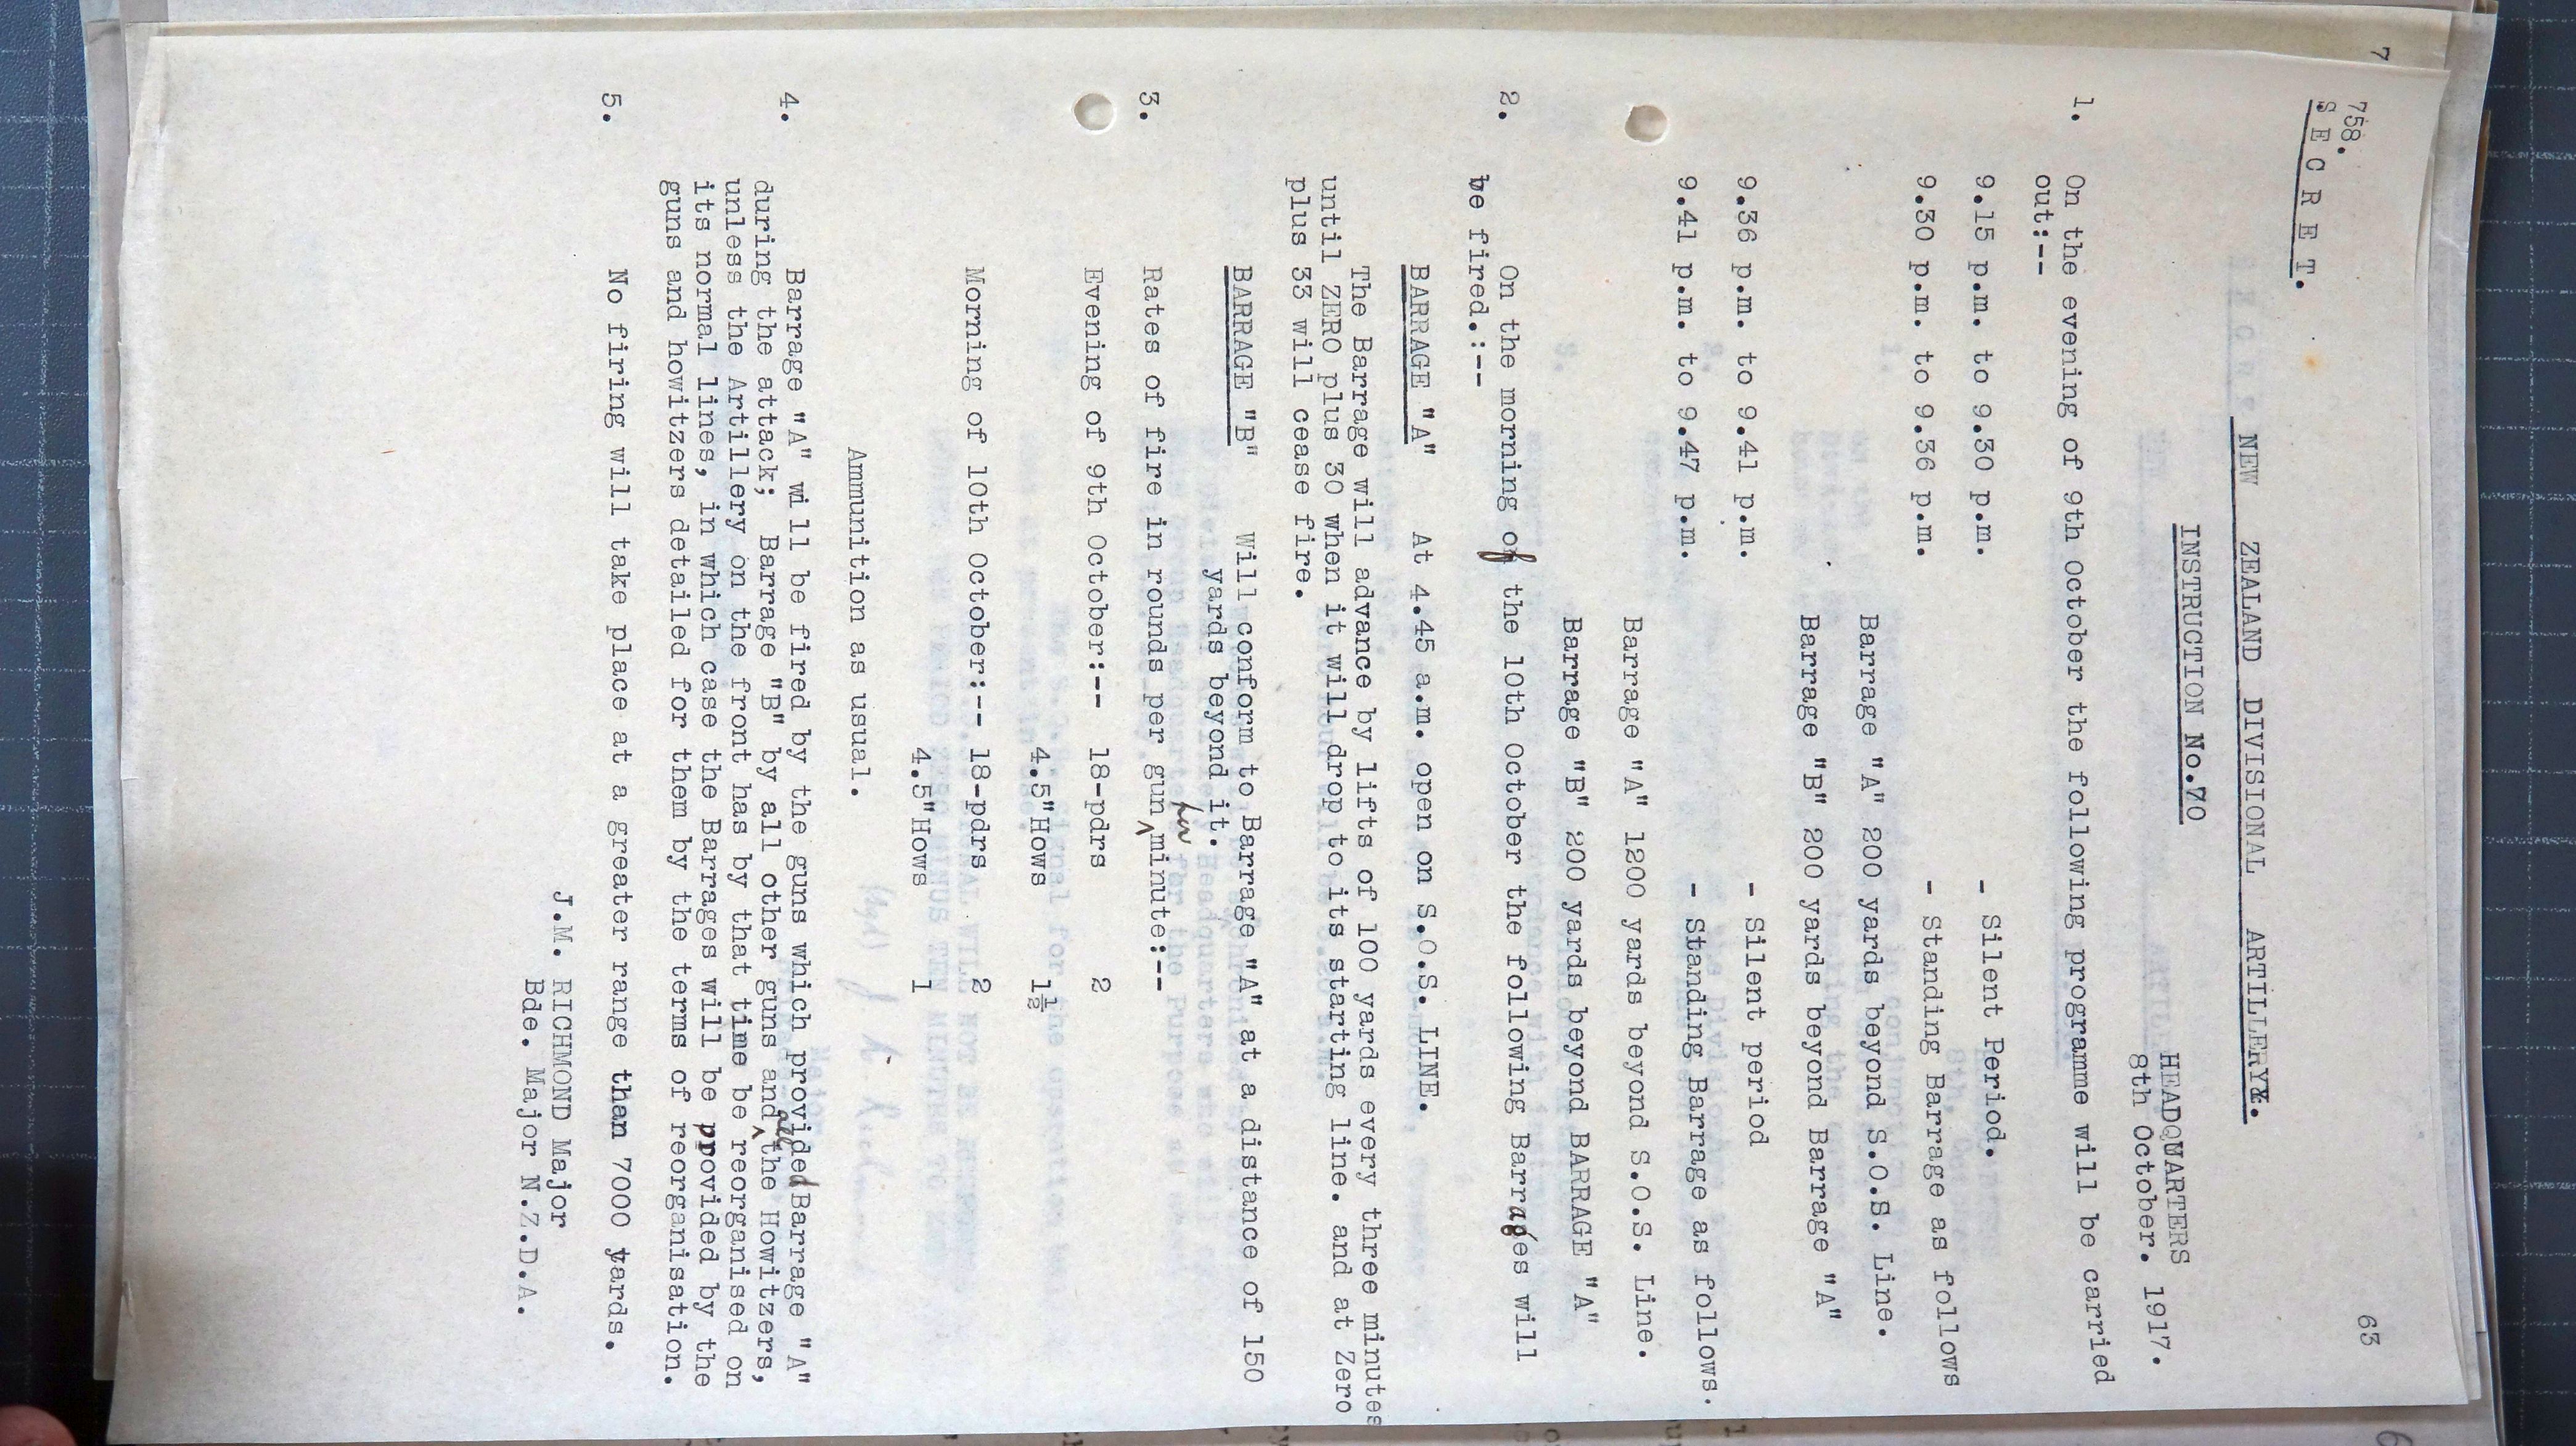 63
758.
S E C R E T.
NEW ZEALAND DIVISIONAL ARTILLERY.
INSTRUCTION No.70
HEADQUARTERS
8th October. 1917.
1. On the evening of 9th October the following programme will be carried
out:--
9.15 p.m. to 9.30 p.m. - Silent Period.
9.30 p.m. to 9.36 p.m. - Standing Barrage as follows
Barrage "A" 200 yards beyond S.O.S. Line.
Barrage "B" 200 yards beyond Barrage "A"
9.36 p.m. to 9.41 p.m. - Silent period
9.41 p.m. to 9.47 p.m. - Standing Barrage as follows.
Barrage "A" 1200 yards beyond S.O.S. Line.
Barrage "B" 200 yards beyond BARRAGE "A"
2. On the morning of the 10th October the following Barrages will
be fired.:--
BARRAGE "A" At 4.45 a.m. open on S.O.S. LINE.
The Barrage will advance by lifts of 100 yards every three minutes
until ZERO plus 30 when it will drop to its starting line. and at Zero
plus 33 will cease fire.
BARRAGE "B" Will conform to Barrage "A" at a distance of 150
yards beyond it.
3. Rates of fire in rounds per gun per minute:--
Evening of 9th October:-- 18-pdrs 2
4.5"Hows 1½
Morning of 10th October:-- 18-pdrs 2
4.5"Hows 1
Ammunition as usual.
4. Barrage "A" will be fired by the guns which provided Barrage "A"
during the attack; Barrage "B" by all other guns and all the Howitzers,
unless the Artillery on the front has by that time be reorganised on
its normal lines, in which case the Barrages will be provided by the
guns and howitzers detailed for them by the terms of reorganisation.
5. No firing will take place at a greater range than 7000 yards.
J.M. RICHMOND Major
Bde. Major N.Z.D.A.